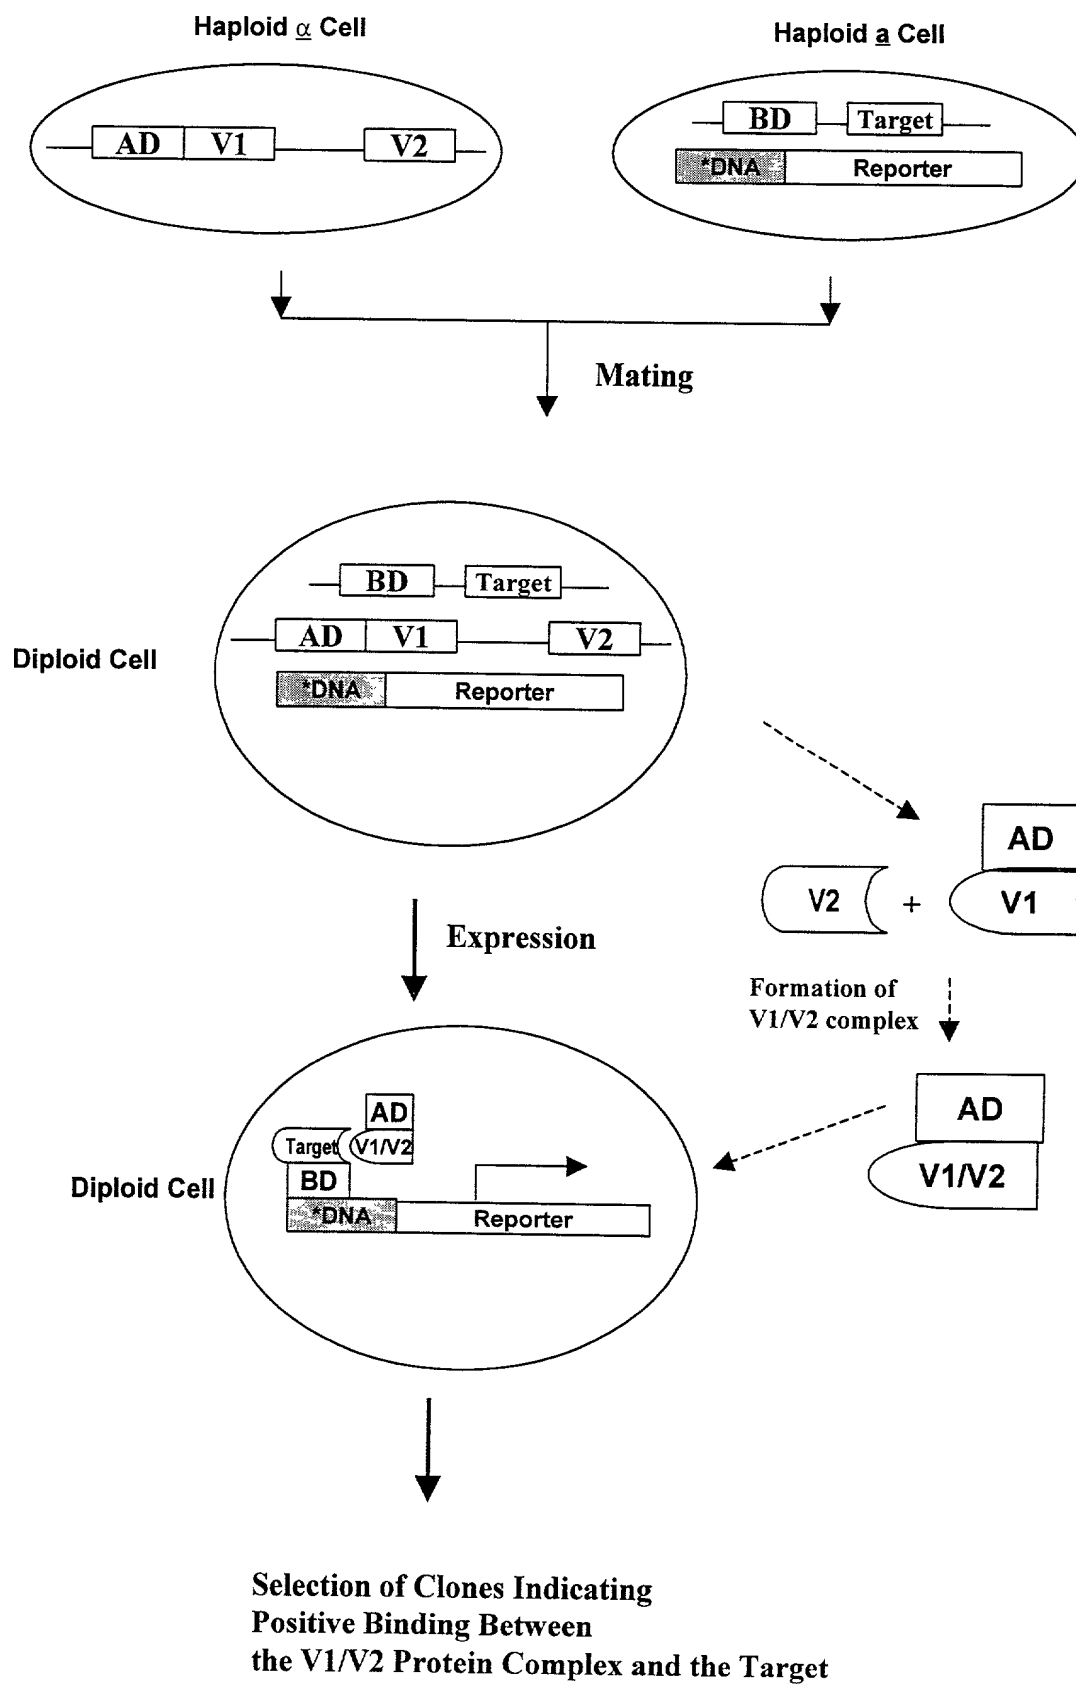 Haploid α Cell
Haploid a Cell
AD V1 V2
BD Target
*DNA Reporter
Mating
BD Target
AD V1 V2
*DNA Reporter
Diploid Cell
AD
V2 + V1
Expression
Formation of
V1/V2 complex
AD
V1/V2
AD
Target V1/V2
BD
*DNA Reporter
Diploid Cell
Selection of Clones Indicating
Positive Binding Between
the V1/V2 Protein Complex and the Target